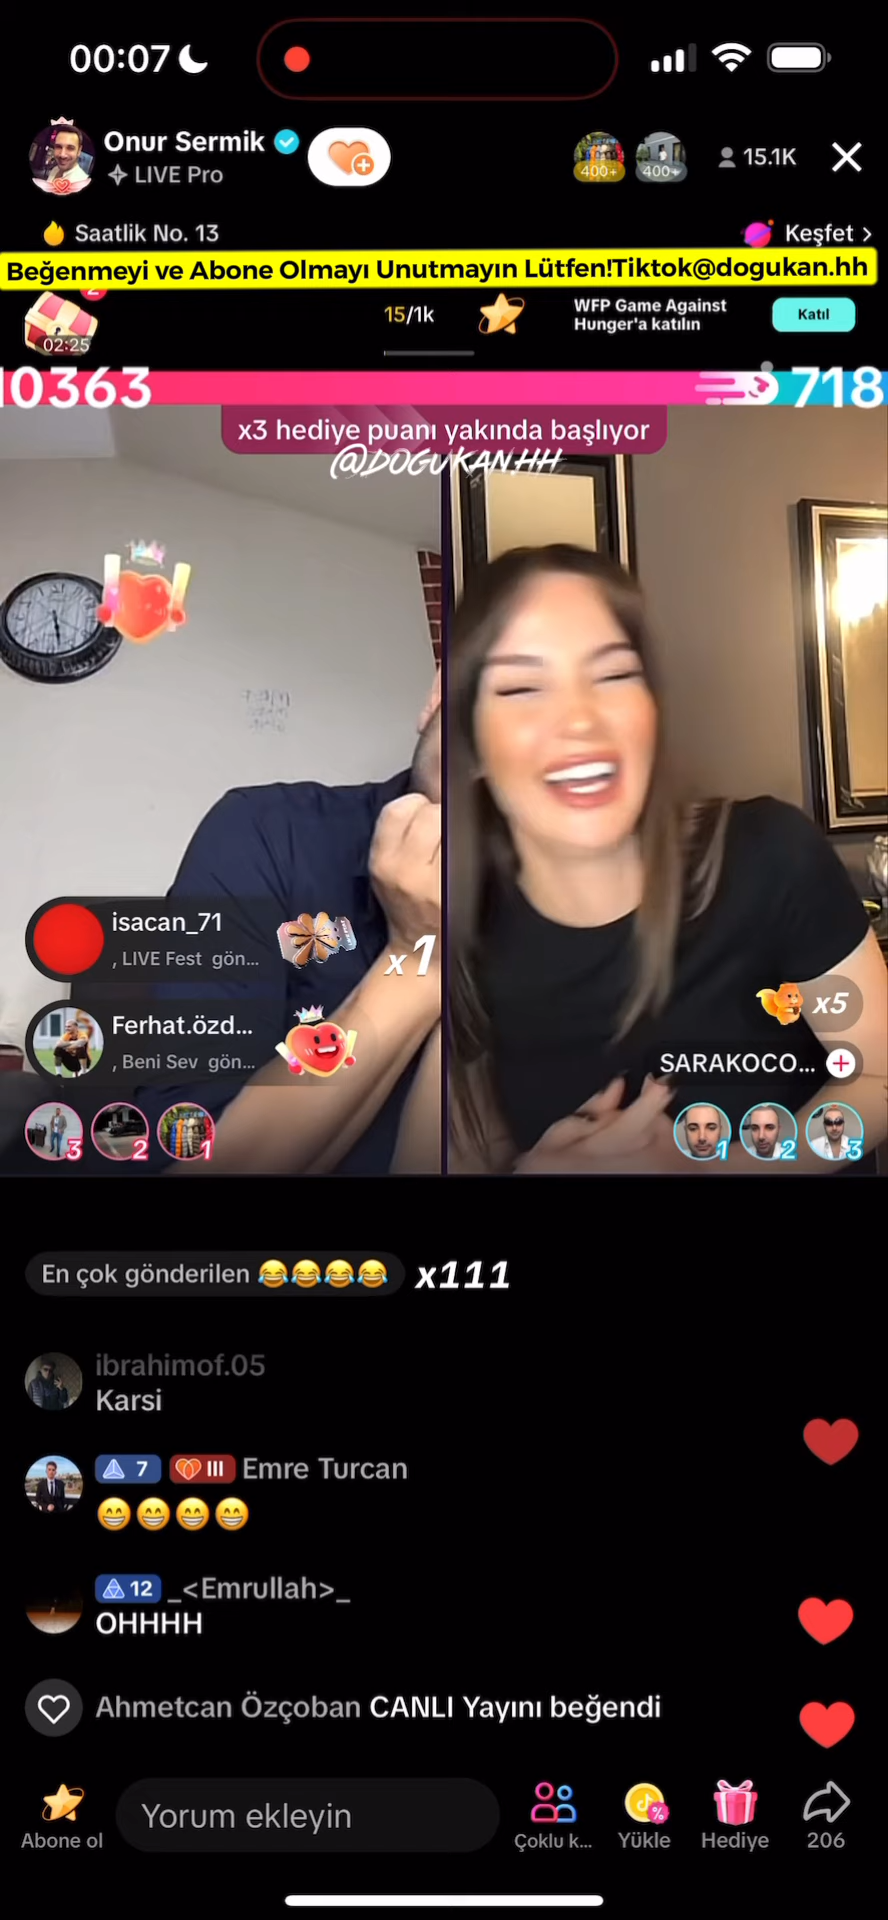 00:07
Onur Sermik
LIVE Pro
400+
400+
15.1K
Saatlik No. 13
Keşfet >
Beğenmeyi ve Abone Olmayı Unutmayın Lütfen!Tiktok@dogukan.hh
2
02:25
15/1k
WFP Game Against
Hunger'a katılın
Katıl
10363
718
x3 hediye puanı yakında başlıyor
@DOGUKAN.HH
isacan_71
, LIVE Fest gön...
x1
x5
Ferhat.özd...
, Beni Sev gön...
SARAKOCO...
3
2
1
1
2
3
En çok gönderilen 😂😂😂😂 x111
ibrahimof.05
Karsi
7 III Emre Turcan
😁😁😁😁
12 _<Emrullah>_
OHHHH
Ahmetcan Özçoban CANLI Yayını beğendi
Yorum ekleyin
Abone ol
Çoklu k...
Yükle
Hediye
206